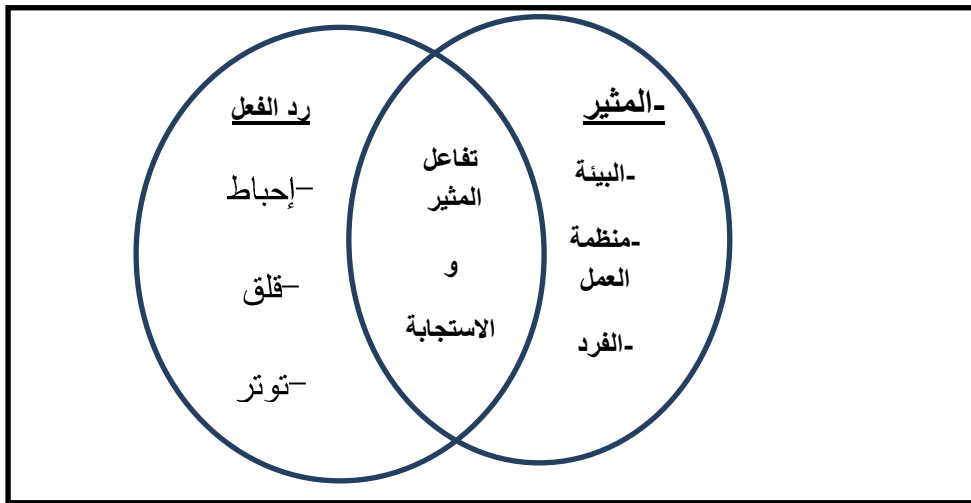 -المثير
-البيئة
-منظمة
العمل
-الفرد
تفاعل
المثير
و
الاستجابة
رد الفعل
–إحباط
–قلق
–توتر